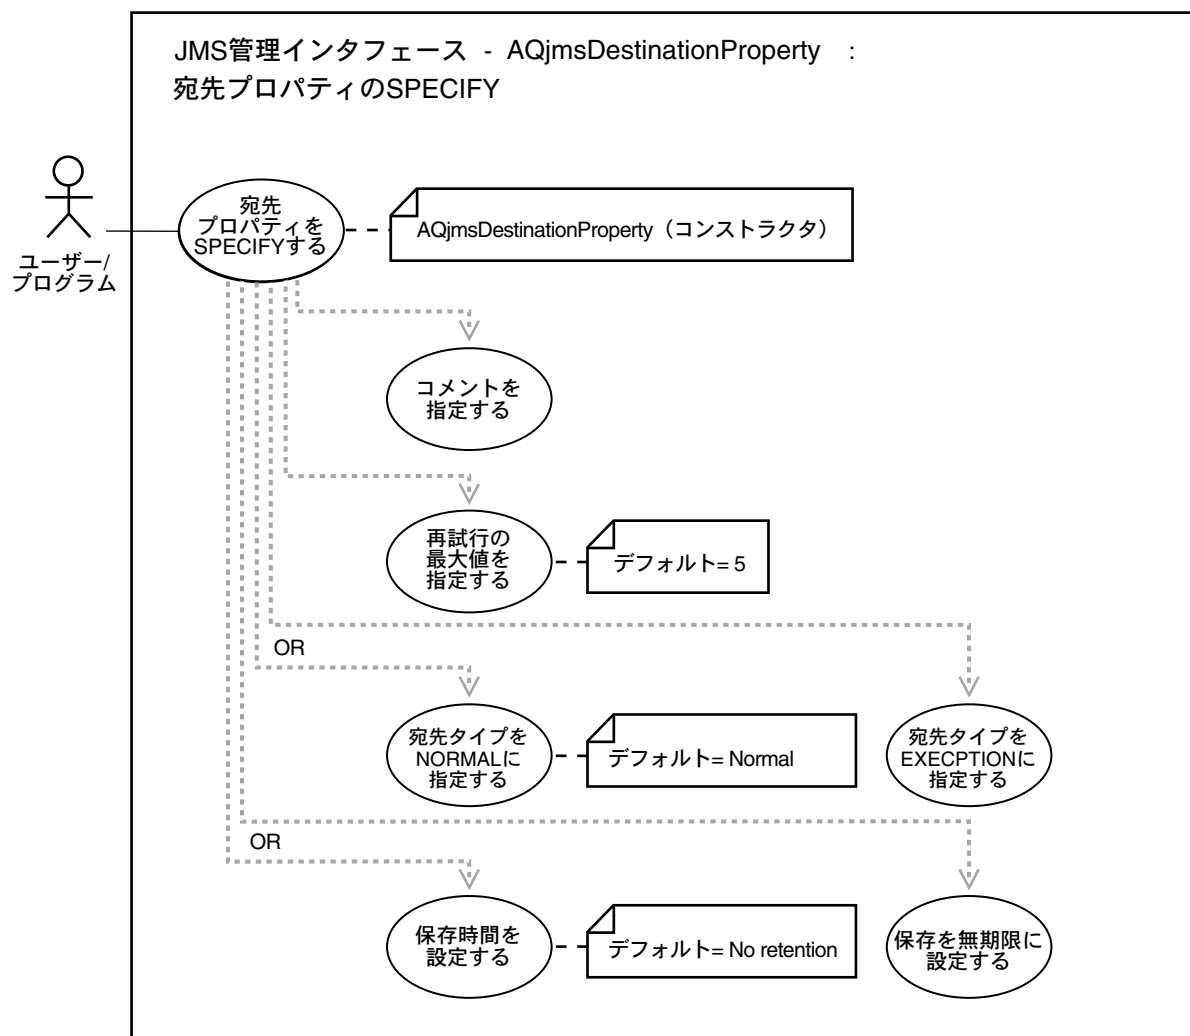 JMS管理インタフェース - AQjmsDestinationProperty :
宛先プロパティのSPECIFY
ユーザー/
プログラム
宛先
プロパティを
SPECIFYする
AQjmsDestinationProperty（コンストラクタ）
コメントを
指定する
再試行の
最大値を
指定する
デフォルト= 5
OR
宛先タイプを
NORMALに
指定する
デフォルト= Normal
宛先タイプを
EXECPTIONに
指定する
OR
保存時間を
設定する
デフォルト= No retention
保存を無期限に
設定する